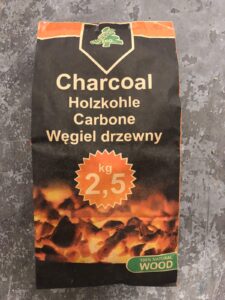 Charcoal
Holzkohle
Carbone
Węgiel drzewny
kg
2,5
100% NATURAL
WOOD